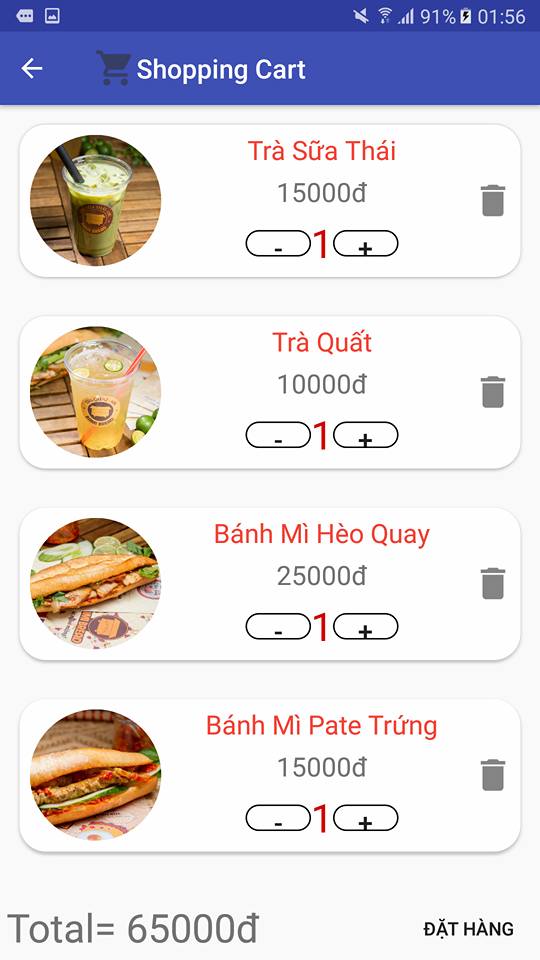 91% 01:56
Shopping Cart
Trà Sữa Thái
15000đ
- 1 +
Trà Quất
10000đ
- 1 +
Bánh Mì Hèo Quay
25000đ
- 1 +
Bánh Mì Pate Trứng
15000đ
- 1 +
Total= 65000đ
ĐẶT HÀNG